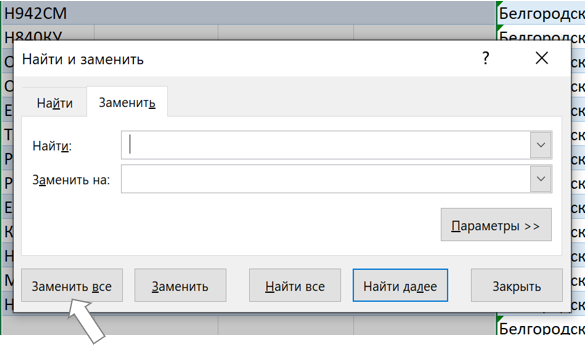 Н942СМ Белгородск
Н840КУ Белгородск
Найти и заменить ? ×
Найти Заменить
Найти:
Заменить на:
Параметры >>
Заменить все Заменить Найти все Найти далее Закрыть
Белгородск